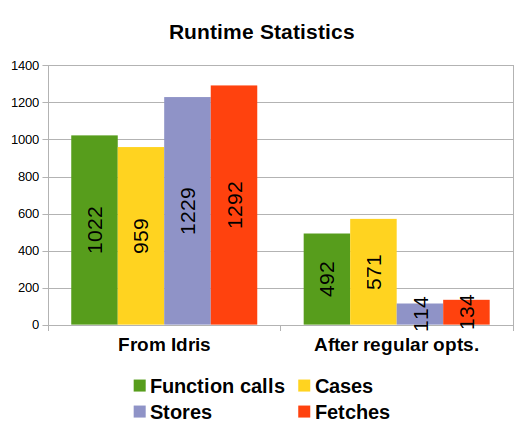 Runtime Statistics
1400
1200
1000
800
600
400
200
0
1022
959
1229
1292
492
571
114
134
From Idris
After regular opts.
Function calls
Cases
Stores
Fetches